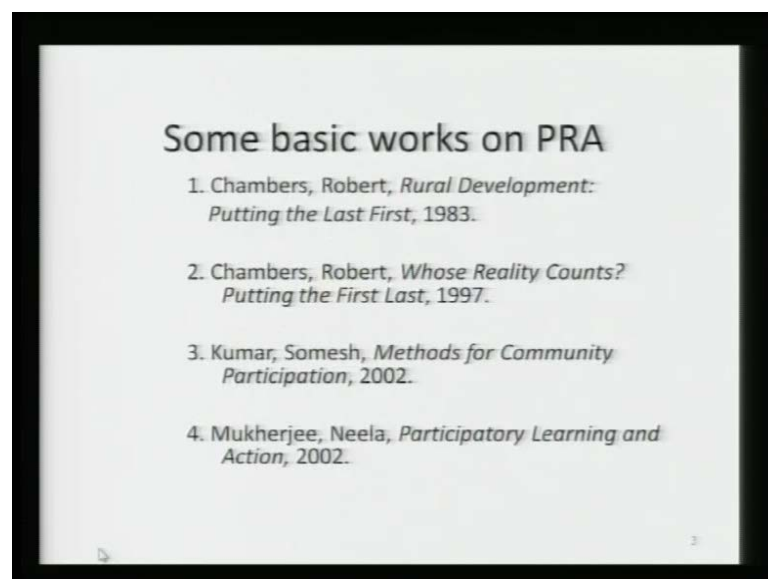 Some basic works on PRA
1. Chambers, Robert, Rural Development:
Putting the Last First, 1983.
2. Chambers, Robert, Whose Reality Counts?
Putting the First Last, 1997.
3. Kumar, Somesh, Methods for Community
Participation, 2002.
4. Mukherjee, Neela, Participatory Learning and
Action, 2002.
3